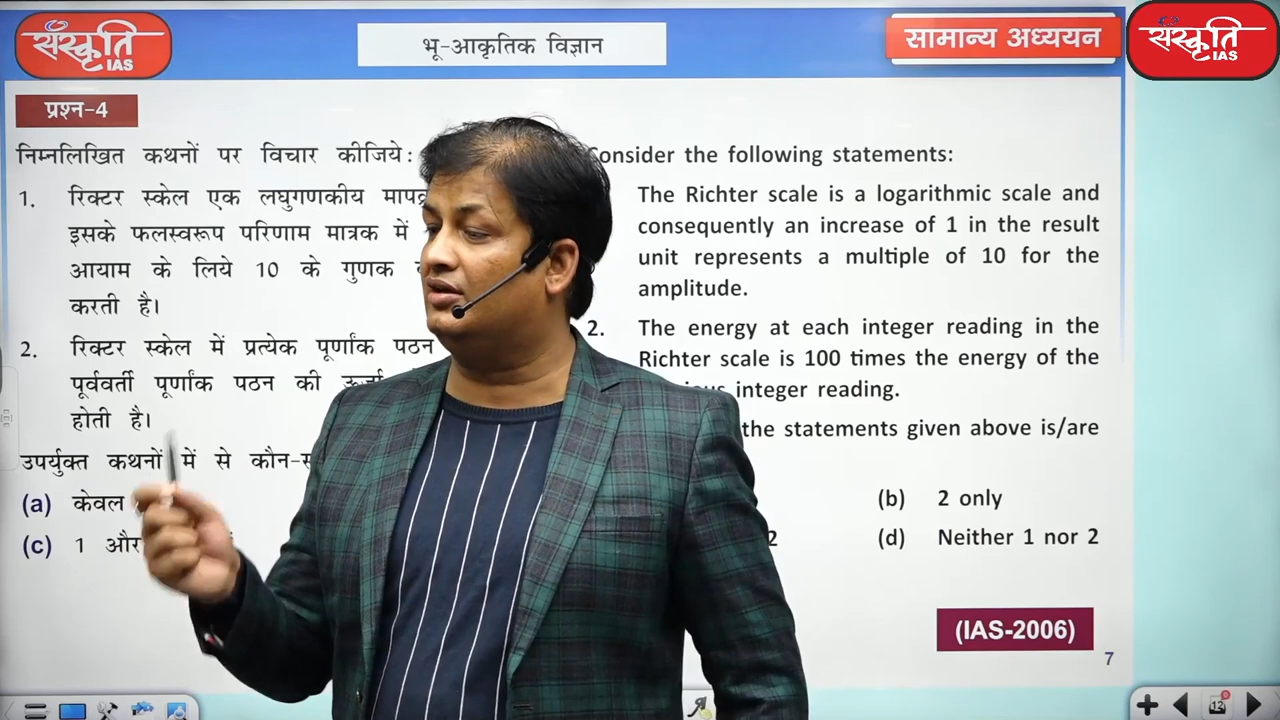 संस्कृति
IAS
भू-आकृतिक विज्ञान
सामान्य अध्ययन
संस्कृति
IAS
प्रश्न-4
निम्नलिखित कथनों पर विचार कीजिये:
1. रिक्टर स्केल एक लघुगणकीय
इसके फलस्वरूप परिणाम मात्रक में
आयाम के लिये 10 के गुणक
करती है।
2. रिक्टर स्केल में प्रत्येक पूर्णांक पठन
पूर्ववर्ती पूर्णांक पठन की ऊर्जा
होती है।
उपर्युक्त कथनों में से
(a) केवल
(c) 1 और
Consider the following statements:
The Richter scale is a logarithmic scale and
consequently an increase of 1 in the result
unit represents a multiple of 10 for the
amplitude.
2. The energy at each integer reading in the
Richter scale is 100 times the energy of the
integer reading.
the statements given above is/are
(b) 2 only
2
(d) Neither 1 nor 2
(IAS-2006)
7
12